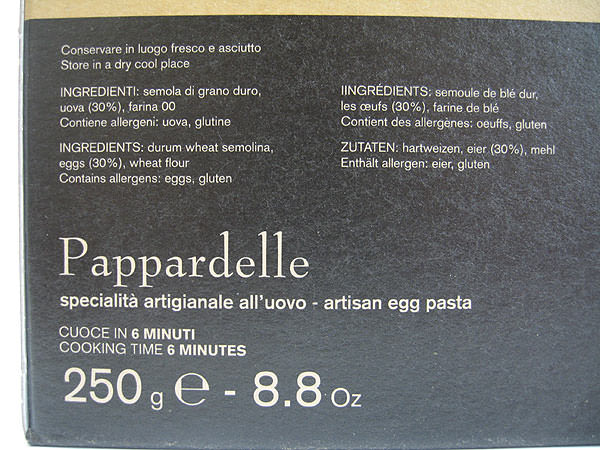 Conservare in luogo fresco e asciutto
Store in a dry cool place
INGREDIENTI: semola di grano duro,
uova (30%), farina 00
Contiene allergeni: uova, glutine
INGREDIENTS: durum wheat semolina,
eggs (30%), wheat flour
Contains allergens: eggs, gluten
IINGRÉDIENTS: semoule de blé dur,
les œufs (30%), farine de blé
Contient des allergènes: oeuffs, gluten
ZUTATEN: hartweizen, eier (30%), mehl
Enthält allergen: eier, gluten
Pappardelle
specialità artigianale all'uovo - artisan egg pasta
CUOCE IN 6 MINUTI
COOKING TIME 6 MINUTES
250 g ℮ - 8.8 Oz